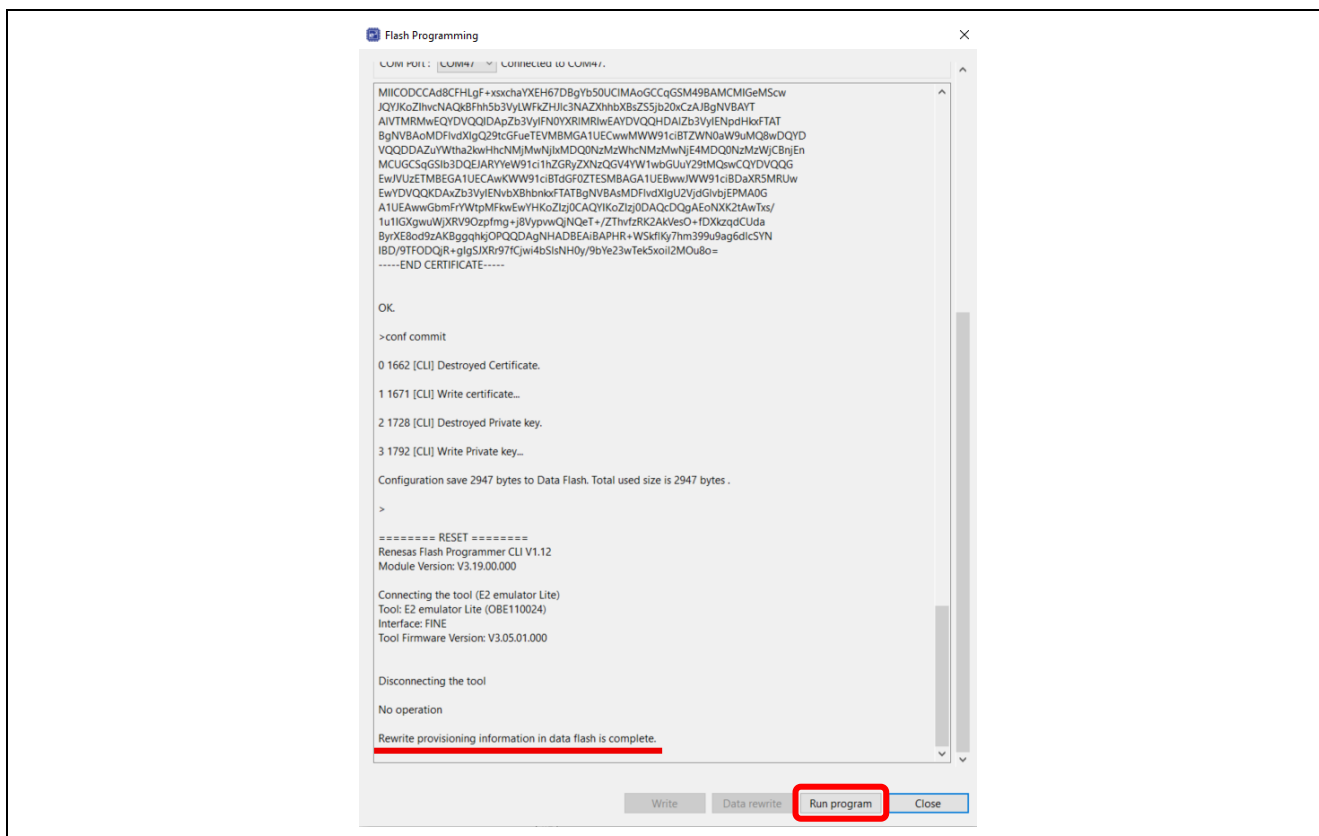 Flash Programming
COM Port : COM47 Connected to COM47.
MIICODCCAd8CFHLgF+xsxchaYXEH67DBgYb50UCIMAoGCCqGSM49BAMCMIGeMScw
JQYJKoZIhvcNAQkBFhh5b3VyLWFkZHJlc3NAZXhhbXBsZS5jb20xCzAJBgNVBAYT
AlVTMRMwEQYDVQQIDApZb3VyIFN0YXRlMRIwEAYDVQQHDAlZb3VyIENpdHkxFTAT
BgNVBAoMDFlvdXIgQ29tcGFueTEVMBMGA1UECwwMWW91ciBTZWN0aW9uMQ8wDQYD
VQQDDAZuYWtha2kwHhcNMjMwNjIxMDQ0NzMzWhcNMzMwNjE4MDQ0NzMzWjCBnjEn
MCUGCSqGSIb3DQEJARYYeW91ci1hZGRyZXNzQGV4YW1wbGUuY29tMQswCQYDVQQG
EwJVUzETMBEGA1UECAwKWW91ciBTdGF0ZTESMBAGA1UEBwwJWW91ciBDaXR5MRUw
EwYDVQQKDAxZb3VyIENvbXBhbnkxFTATBgNVBAsMDFlvdXIgU2VjdGlvbjEPMA0G
A1UEAwwGbmFrYWtpMFkwEwYHKoZIzj0CAQYIKoZIzj0DAQcDQgAEoNXK2tAwTxs/
1u1IGXgwuWjXRV9Ozpfmg+j8VypvwQjNQeT+/ZThvfzRK2AkVesO+fDXkzqdCUda
ByrXE8od9zAKBggqhkjOPQQDAgNHADBEAiBAPHR+WSkfIKy7hm399u9ag6dlcSYN
IBD/9TFODQjR+gIgSJXRr97fCjwi4bSlsNH0y/9bYe23wTek5xoiI2MOu8o=
-----END CERTIFICATE-----
OK.
>conf commit
0 1662 [CLI] Destroyed Certificate.
1 1671 [CLI] Write certificate...
2 1728 [CLI] Destroyed Private key.
3 1792 [CLI] Write Private key...
Configuration save 2947 bytes to Data Flash. Total used size is 2947 bytes .
>
======== RESET ========
Renesas Flash Programmer CLI V1.12
Module Version: V3.19.00.000
Connecting the tool (E2 emulator Lite)
Tool: E2 emulator Lite (OBE110024)
Interface: FINE
Tool Firmware Version: V3.05.01.000
Disconnecting the tool
No operation
Rewrite provisioning information in data flash is complete.
Write Data rewrite Run program Close